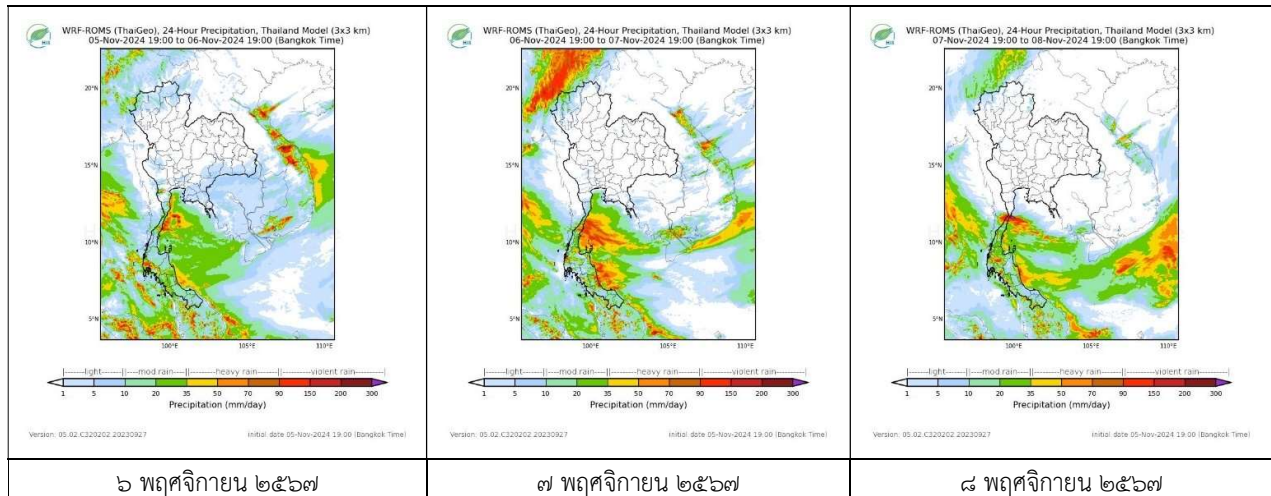 WRF-ROMS (ThaiGeo), 24-Hour Precipitation, Thailand Model (3x3 km)
05-Nov-2024 19:00 to 06-Nov-2024 19:00 (Bangkok Time)
20°N
15°N
10°N
5°N
100°E
105°E
110°E
|--------light--------||----mod rain----||-------heavy rain-------||--------violent rain--------
1 5 10 20 35 50 70 90 150 200 300
Precipitation (mm/day)
Version: 05.02.C320202.20230927
initial date 05-Nov-2024 19:00 (Bangkok Time)
๖ พฤศจิกายน ๒๕๖๗
WRF-ROMS (ThaiGeo), 24-Hour Precipitation, Thailand Model (3x3 km)
06-Nov-2024 19:00 to 07-Nov-2024 19:00 (Bangkok Time)
20°N
15°N
10°N
5°N
100°E
105°E
110°E
|--------light--------||----mod rain----||-------heavy rain-------||--------violent rain--------
1 5 10 20 35 50 70 90 150 200 300
Precipitation (mm/day)
Version: 05.02.C320202.20230927
initial date 05-Nov-2024 19:00 (Bangkok Time)
๗ พฤศจิกายน ๒๕๖๗
WRF-ROMS (ThaiGeo), 24-Hour Precipitation, Thailand Model (3x3 km)
07-Nov-2024 19:00 to 08-Nov-2024 19:00 (Bangkok Time)
20°N
15°N
10°N
5°N
100°E
105°E
110°E
|--------light--------||----mod rain----||-------heavy rain-------||--------violent rain--------
1 5 10 20 35 50 70 90 150 200 300
Precipitation (mm/day)
Version: 05.02.C320202.20230927
initial date 05-Nov-2024 19:00 (Bangkok Time)
๘ พฤศจิกายน ๒๕๖๗